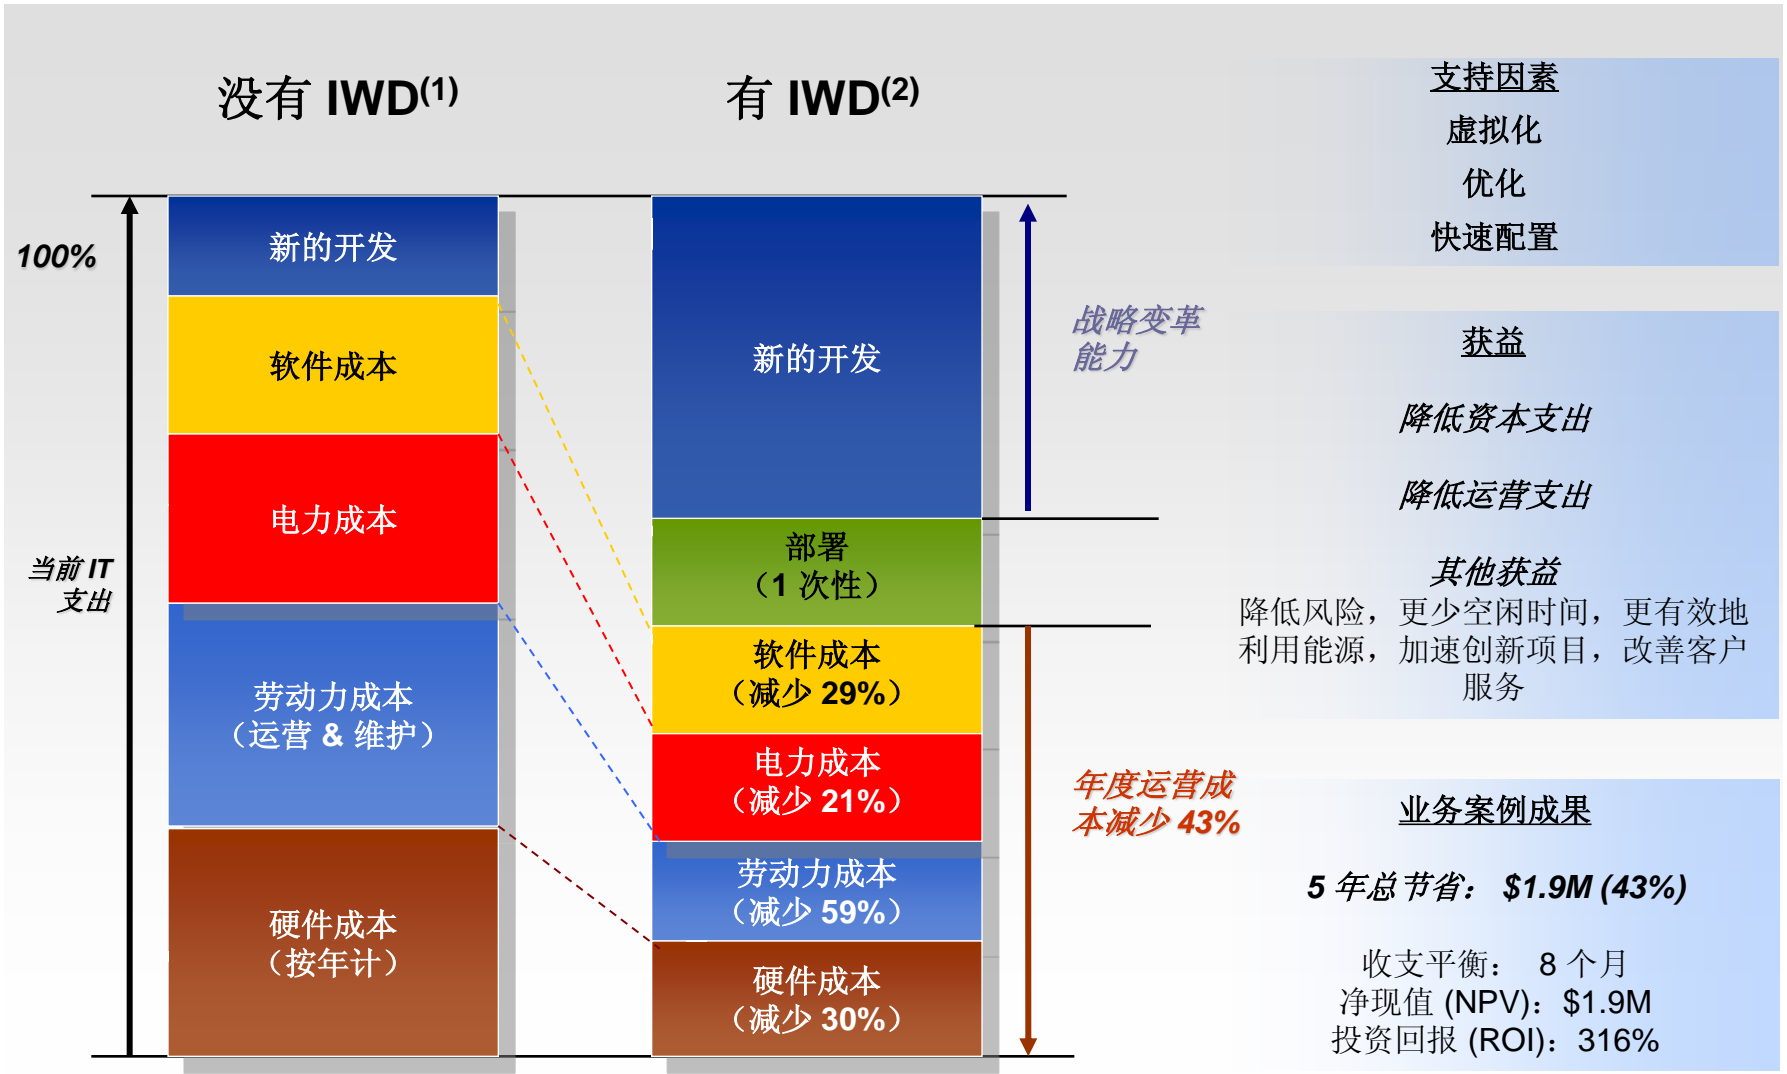 没有 IWD(1)
有 IWD(2)
100%
当前 IT
支出
新的开发
软件成本
电力成本
劳动力成本
（运营 & 维护）
硬件成本
（按年计）
新的开发
部署
（1 次性）
软件成本
（减少 29%）
电力成本
（减少 21%）
劳动力成本
（减少 59%）
硬件成本
（减少 30%）
战略变革
能力
年度运营成
本减少 43%
支持因素
虚拟化
优化
快速配置
获益
降低资本支出
降低运营支出
其他获益
降低风险，更少空闲时间，更有效地
利用能源，加速创新项目，改善客户
服务
业务案例成果
5 年总节省： $1.9M (43%)
收支平衡： 8 个月
净现值 (NPV)：$1.9M
投资回报 (ROI)：316%